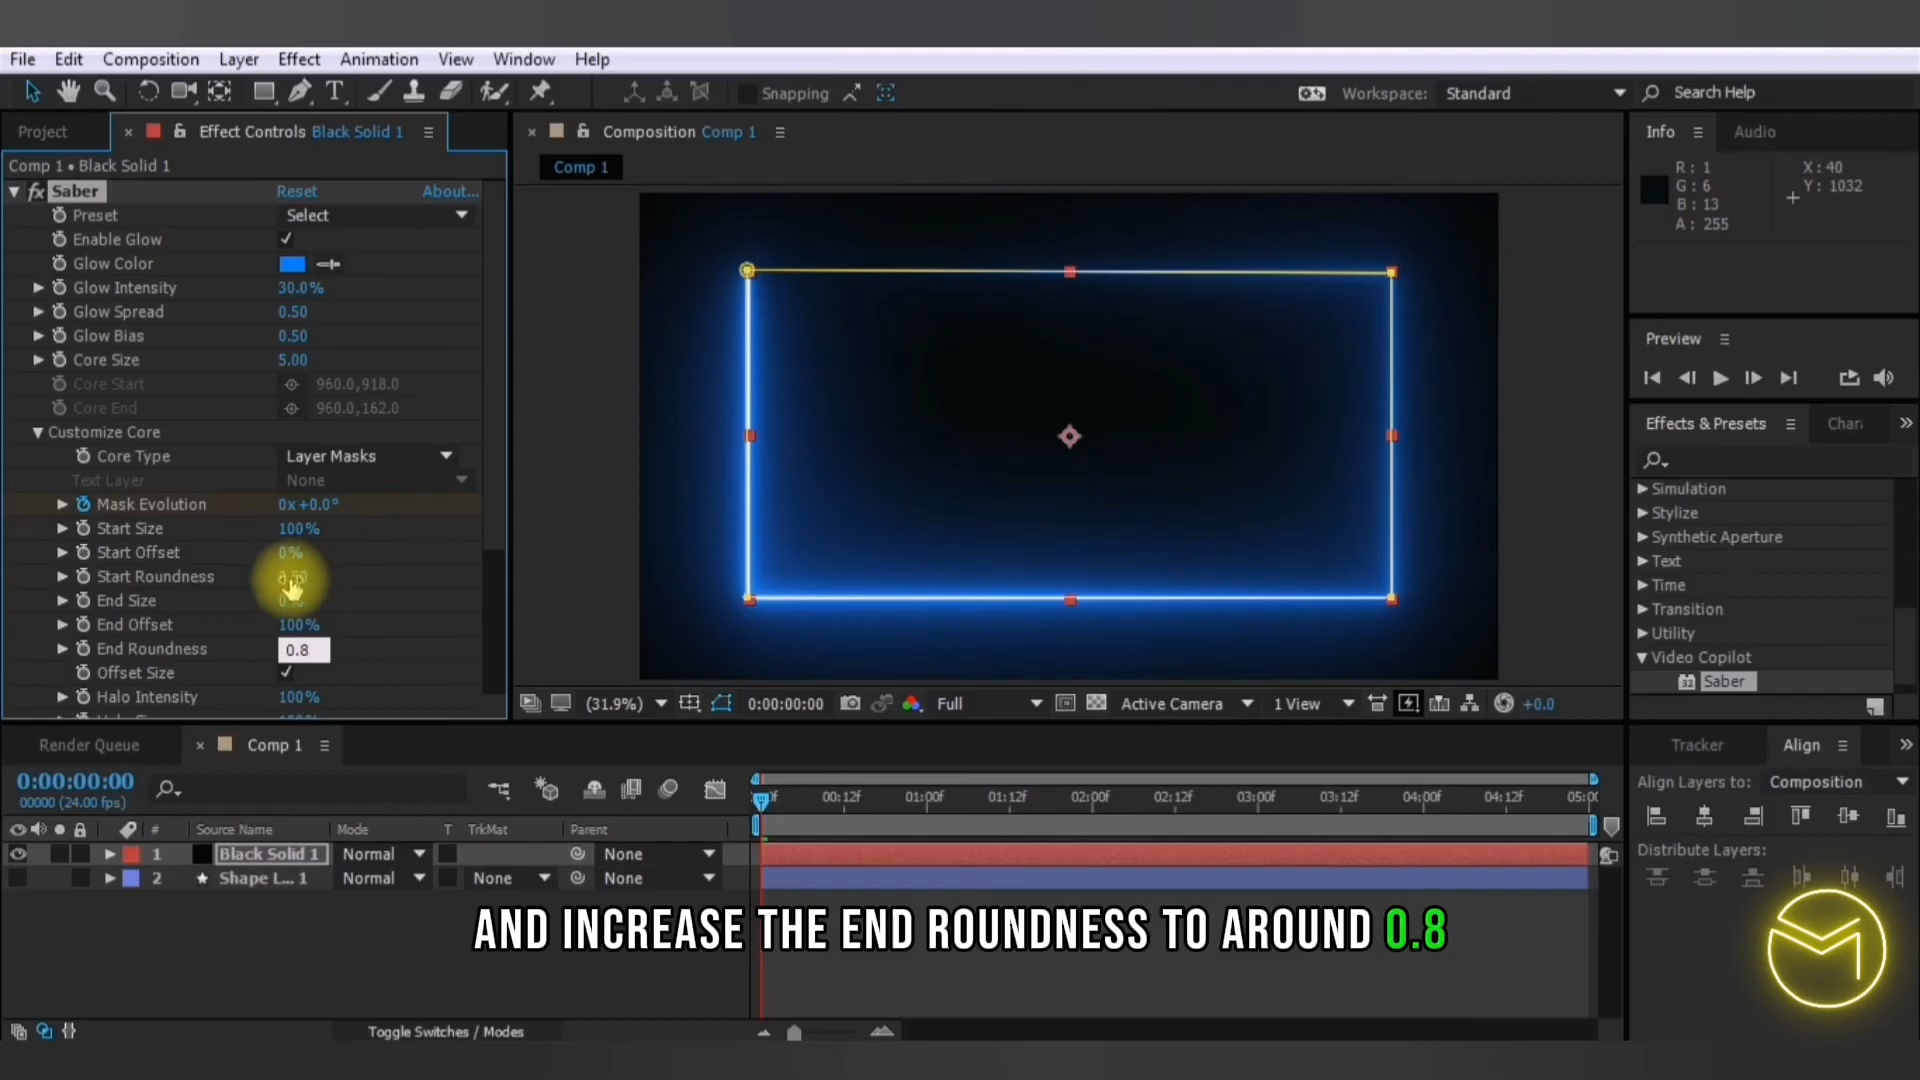 File Edit Composition Layer Effect Animation View Window Help
Snapping Workspace: Standard Search Help
Project Effect Controls Black Solid 1 Composition Comp 1 Info Audio
Comp 1 • Black Solid 1
Comp 1
R: 1 X: 40
G: 6 Y: 1032
B: 13
A: 255
fx Saber Reset About...
Preset Select
Enable Glow
Glow Color
Glow Intensity 30.0%
Glow Spread 0.50
Glow Bias 0.50
Core Size 5.00
Core Start 960.0,918.0
Core End 960.0,162.0
Customize Core
Core Type Layer Masks
Text Layer None
Mask Evolution 0x+0.0°
Start Size 100%
Start Offset 0%
Start Roundness
End Size
End Offset 100%
End Roundness 0.8
Offset Size
Halo Intensity 100%
Preview
Effects & Presets
Simulation
Stylize
Synthetic Aperture
Text
Time
Transition
Utility
Video Copilot
32 Saber
(31.9%) 0:00:00:00 Full Active Camera 1 View +0.0
Render Queue Comp 1
Tracker Align
0:00:00:00
00000 (24.00 fps)
00:12f 01:00f 01:12f 02:00f 02:12f 03:00f 03:12f 04:00f 04:12f
Align Layers to: Composition
# Source Name Mode T TrkMat Parent
1 Black Solid 1 Normal None
2 Shape L... 1 Normal None None
Distribute Layers:
AND INCREASE THE END ROUNDNESS TO AROUND 0.8
Toggle Switches / Modes